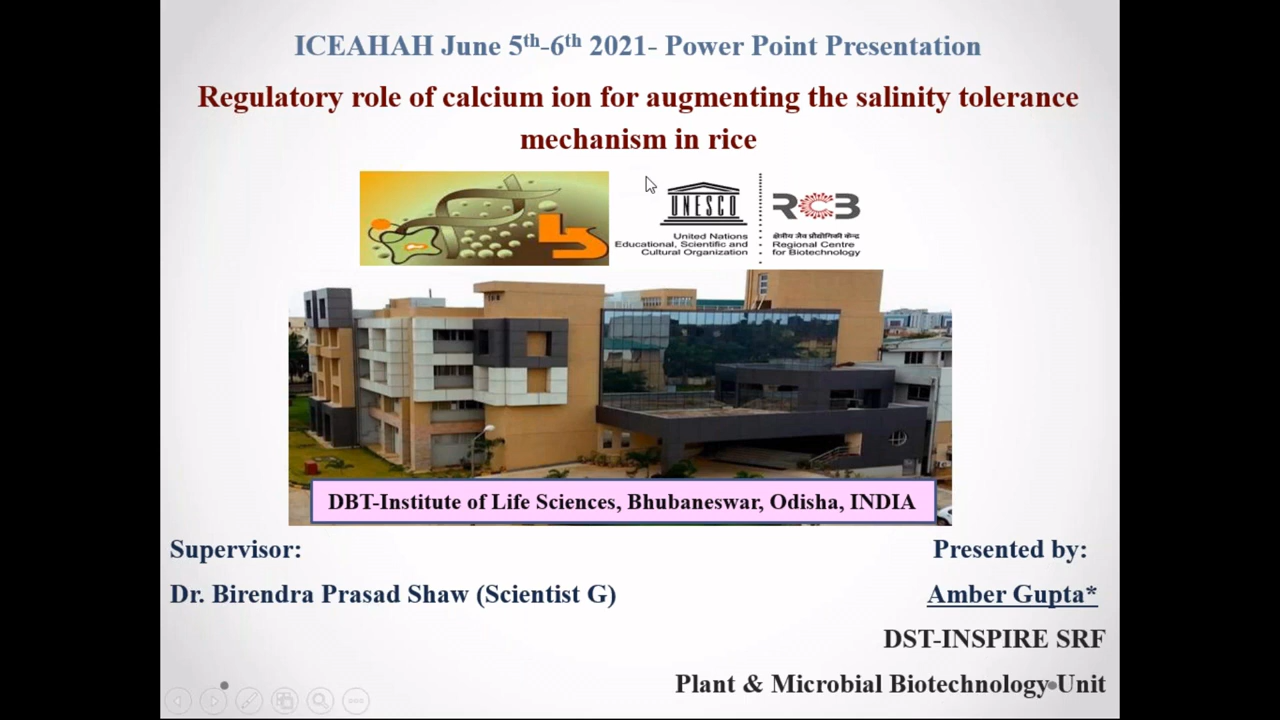 ICEAHAH June 5th-6th 2021- Power Point Presentation
Regulatory role of calcium ion for augmenting the salinity tolerance
mechanism in rice
UNESCO
United Nations
Educational, Scientific and
Cultural Organization
RCB
क्षेत्रीय जैव प्रौद्योगिकी केन्द्र
Regional Centre
for Biotechnology
DBT-Institute of Life Sciences, Bhubaneswar, Odisha, INDIA
Supervisor:
Presented by:
Dr. Birendra Prasad Shaw (Scientist G)
Amber Gupta*
DST-INSPIRE SRF
Plant & Microbial Biotechnology Unit